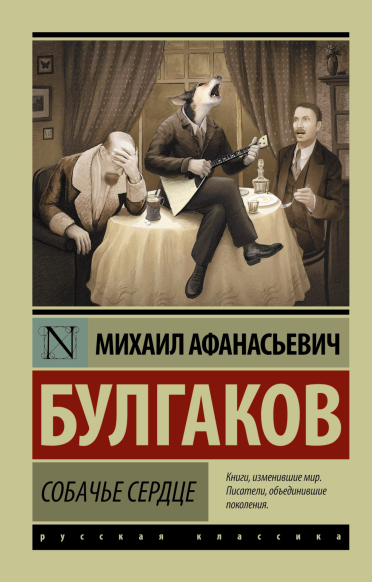 N
МИХАИЛ АФАНАСЬЕВИЧ
БУЛГАКОВ
СОБАЧЬЕ СЕРДЦЕ
Книги, изменившие мир.
Писатели, объединившие
поколения.
русская классика